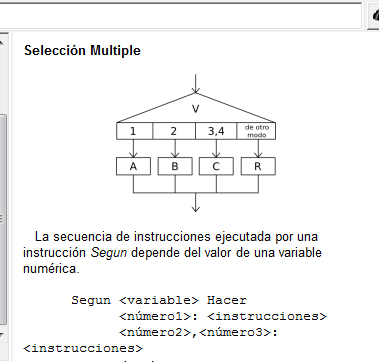 Selección Multiple
V
1 2 3,4 de otro modo
A B C R
La secuencia de instrucciones ejecutada por una
instrucción Segun depende del valor de una variable
numérica.
Segun <variable> Hacer
<número1>: <instrucciones>
<número2>,<número3>:
<instrucciones>